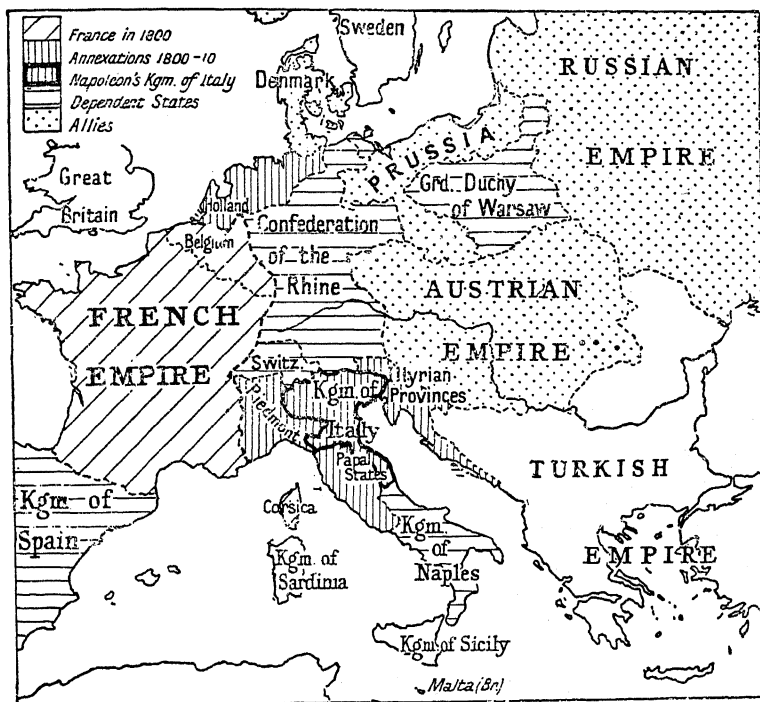 France in 1800
Annexations 1800-10
Napoleon's Kgm. of Italy
Dependent States
Allies
Sweden
Denmark
RUSSIAN
EMPIRE
PRUSSIA
Great
Britain
Holland
Grd. Duchy
of Warsaw
Belgium
Confederation
of the
Rhine
FRENCH
EMPIRE
AUSTRIAN
EMPIRE
Switz.
Piedmont
Kgm. of
Italy
Illyrian
Provinces
Papal
States
TURKISH
EMPIRE
Kgm. of
Spain
Corsica
Kgm. of
Sardinia
Kgm.
of
Naples
Kgm. of Sicily
Malta (Br.)